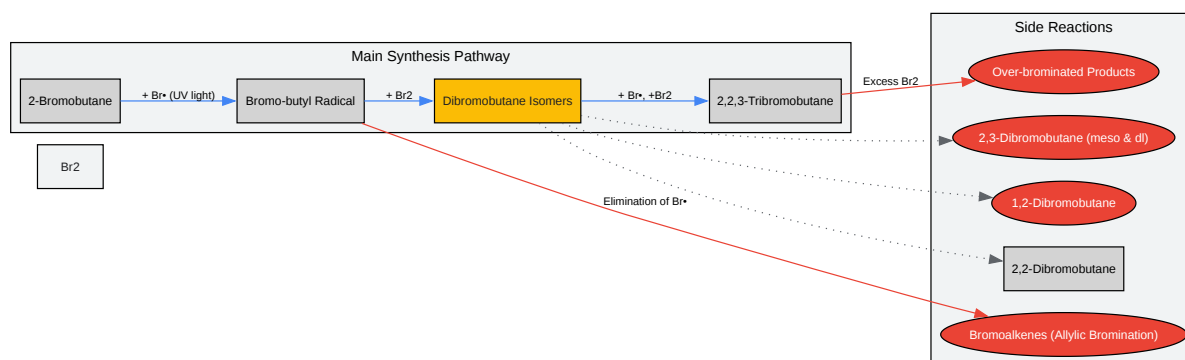 Side Reactions
Main Synthesis Pathway
2-Bromobutane
+ Br• (UV light)
Bromo-butyl Radical
+ Br2
Dibromobutane Isomers
+ Br•, +Br2
2,2,3-Tribromobutane
Excess Br2
Over-brominated Products
2,3-Dibromobutane (meso & dl)
Br2
1,2-Dibromobutane
Elimination of Br•
2,2-Dibromobutane
Bromoalkenes (Allylic Bromination)